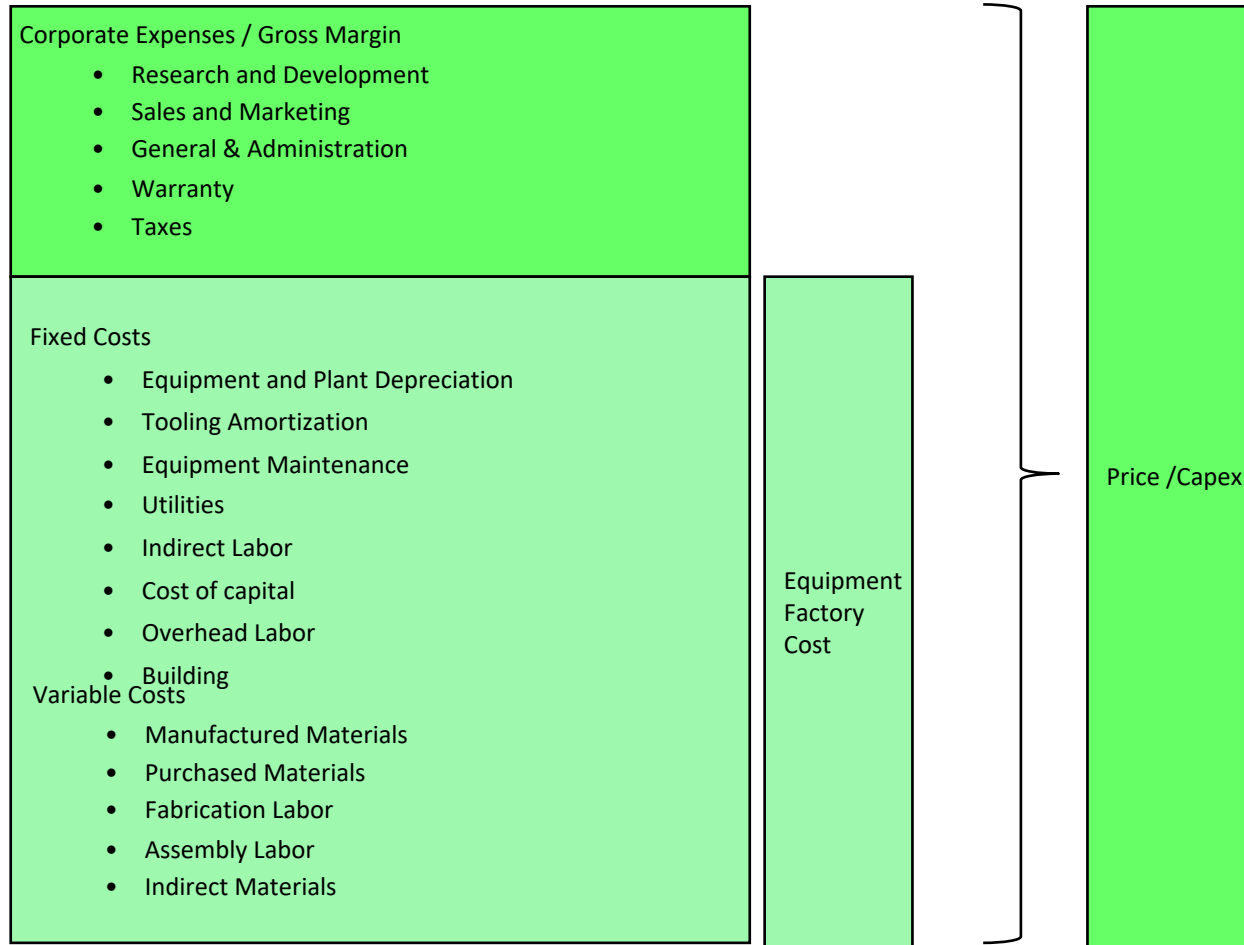 Corporate Expenses / Gross Margin
• Research and Development
• Sales and Marketing
• General & Administration
• Warranty
• Taxes
Fixed Costs
• Equipment and Plant Depreciation
• Tooling Amortization
• Equipment Maintenance
• Utilities
• Indirect Labor
• Cost of capital
• Overhead Labor
• Building
Variable Costs
• Manufactured Materials
• Purchased Materials
• Fabrication Labor
• Assembly Labor
• Indirect Materials
Equipment
Factory
Cost
Price /Capex